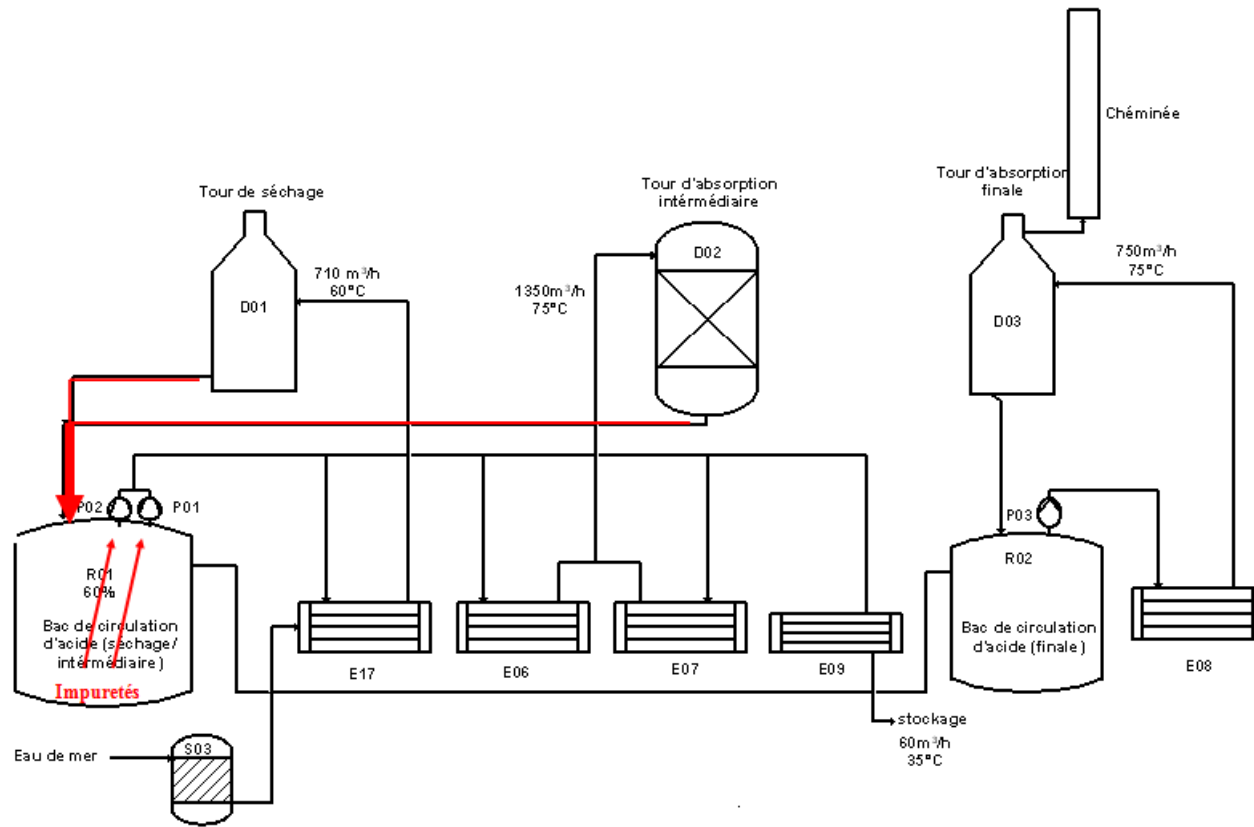 Chéminée
Tour de séchage
Tour d'absorption
intérmédiaire
Tour d'absorption
finale
D02
710 m³/h
60°C
1350m³/h
75°C
750m³/h
75°C
D01
D03
P02
P01
P03
R01
60%
R02
Bac de circulation
d'acide (séchage/
intérmédiaire)
Bac de circulation
d'acide (finale)
Impuretés
E17
E06
E07
E09
E08
stockage
60m³/h
35°C
Eau de mer
S03